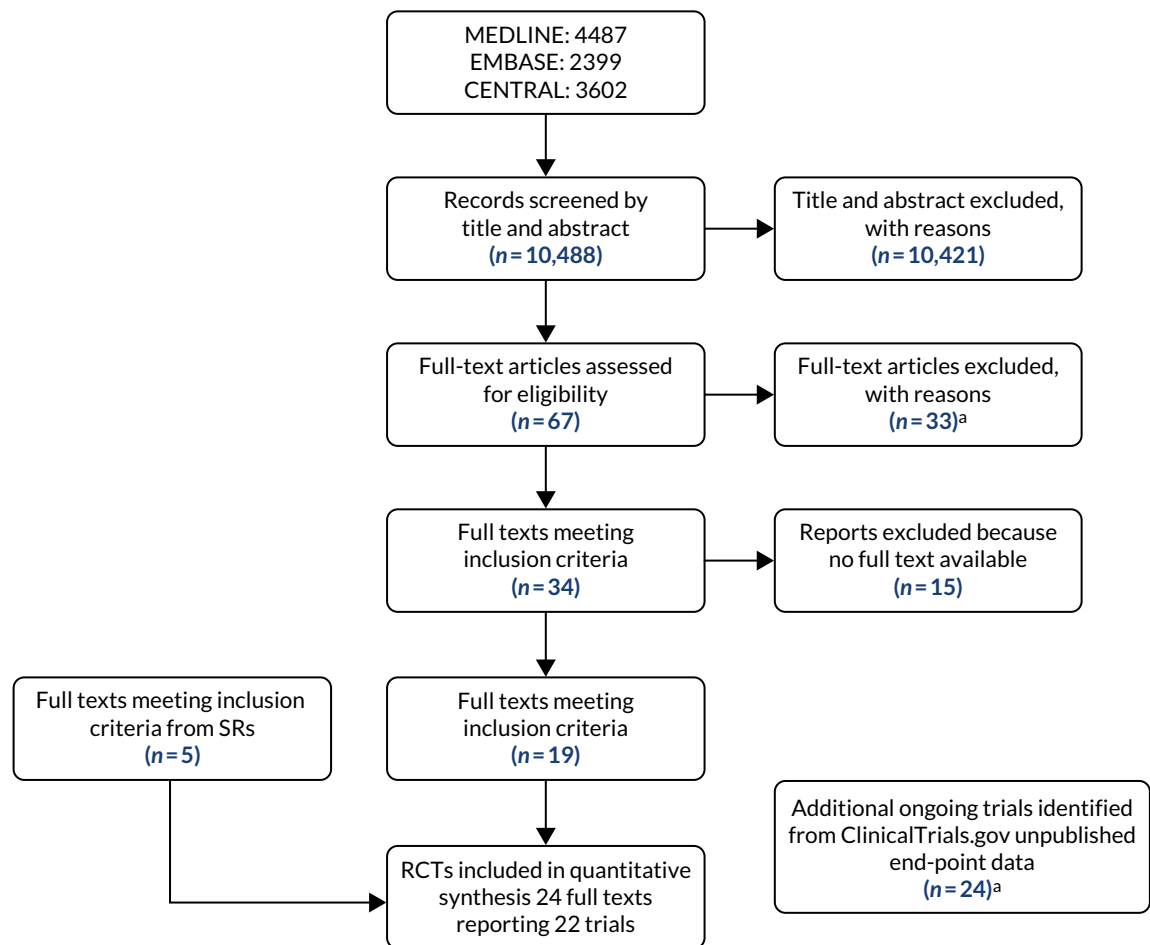 MEDLINE: 4487
EMBASE: 2399
CENTRAL: 3602
Records screened by
title and abstract
(n = 10,488)
Title and abstract excluded,
with reasons
(n = 10,421)
Full-text articles assessed
for eligibility
(n = 67)
Full-text articles excluded,
with reasons
(n = 33)a
Full texts meeting
inclusion criteria
(n = 34)
Reports excluded because
no full text available
(n = 15)
Full texts meeting inclusion
criteria from SRs
(n = 5)
Full texts meeting
inclusion criteria
(n = 19)
Additional ongoing trials identified
from ClinicalTrials.gov unpublished
end-point data
(n = 24)a
RCTs included in quantitative
synthesis 24 full texts
reporting 22 trials